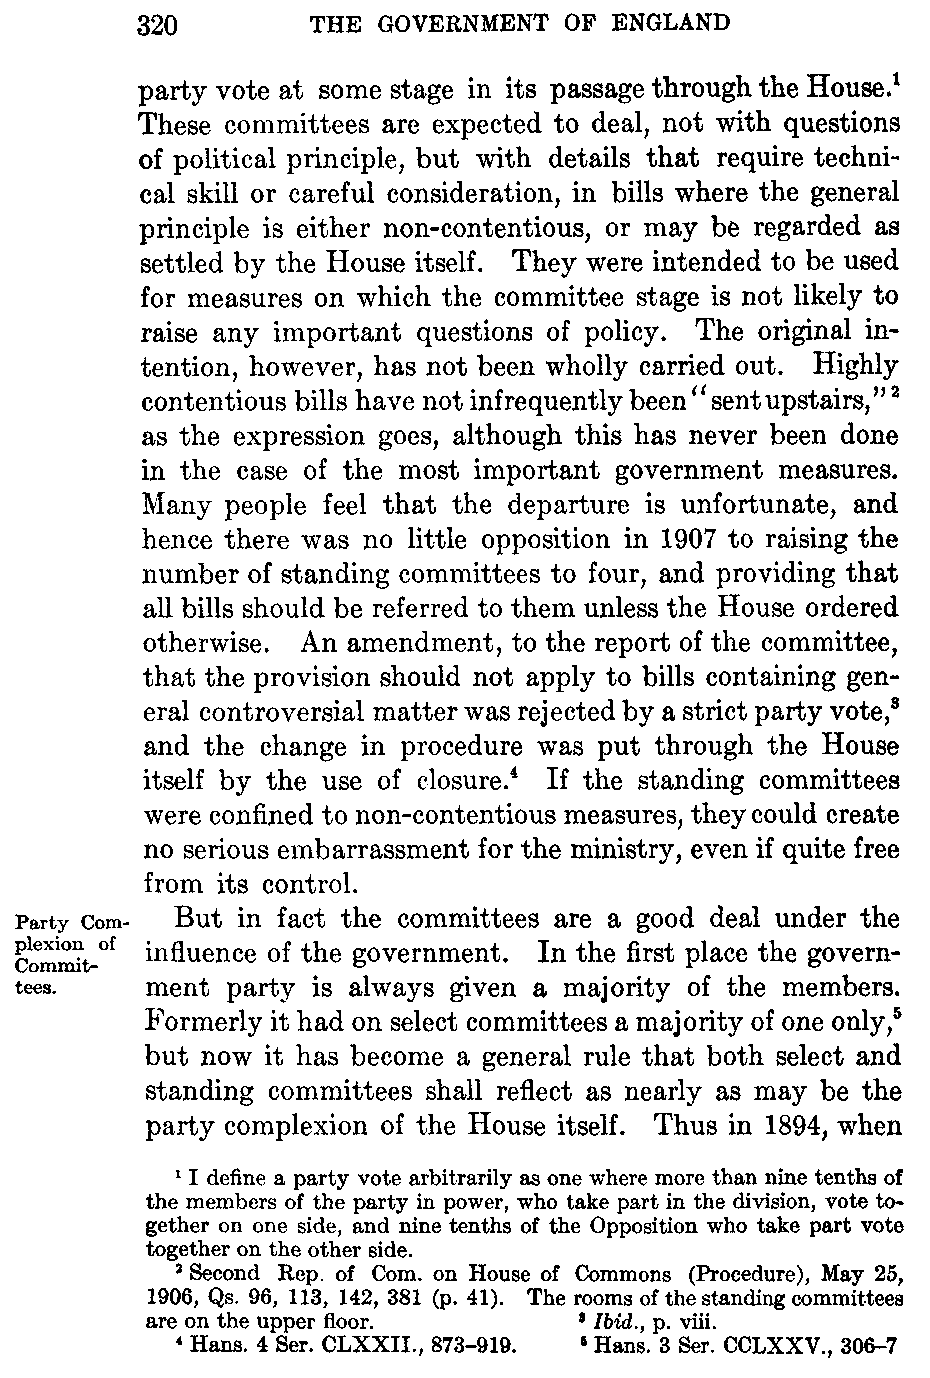 320 THE GOVERNMENT OF ENGLAND
party vote at some stage in its passage through the House.¹
These committees are expected to deal, not with questions
of political principle, but with details that require techni-
cal skill or careful consideration, in bills where the general
principle is either non-contentious, or may be regarded as
settled by the House itself. They were intended to be used
for measures on which the committee stage is not likely to
raise any important questions of policy. The original in-
tention, however, has not been wholly carried out. Highly
contentious bills have not infrequently been “sent upstairs,” ²
as the expression goes, although this has never been done
in the case of the most important government measures.
Many people feel that the departure is unfortunate, and
hence there was no little opposition in 1907 to raising the
number of standing committees to four, and providing that
all bills should be referred to them unless the House ordered
otherwise. An amendment, to the report of the committee,
that the provision should not apply to bills containing gen-
eral controversial matter was rejected by a strict party vote,³
and the change in procedure was put through the House
itself by the use of closure.⁴ If the standing committees
were confined to non-contentious measures, they could create
no serious embarrassment for the ministry, even if quite free
from its control.
Party Com-
plexion of
Commit-
tees.
But in fact the committees are a good deal under the
influence of the government. In the first place the govern-
ment party is always given a majority of the members.
Formerly it had on select committees a majority of one only,⁵
but now it has become a general rule that both select and
standing committees shall reflect as nearly as may be the
party complexion of the House itself. Thus in 1894, when
¹ I define a party vote arbitrarily as one where more than nine tenths of
the members of the party in power, who take part in the division, vote to-
gether on one side, and nine tenths of the Opposition who take part vote
together on the other side.
² Second Rep. of Com. on House of Commons (Procedure), May 25,
1906, Qs. 96, 113, 142, 381 (p. 41). The rooms of the standing committees
are on the upper floor. ³ Ibid., p. viii.
⁴ Hans. 4 Ser. CLXXII., 873–919. ⁵ Hans. 3 Ser. CCLXXV., 306–7